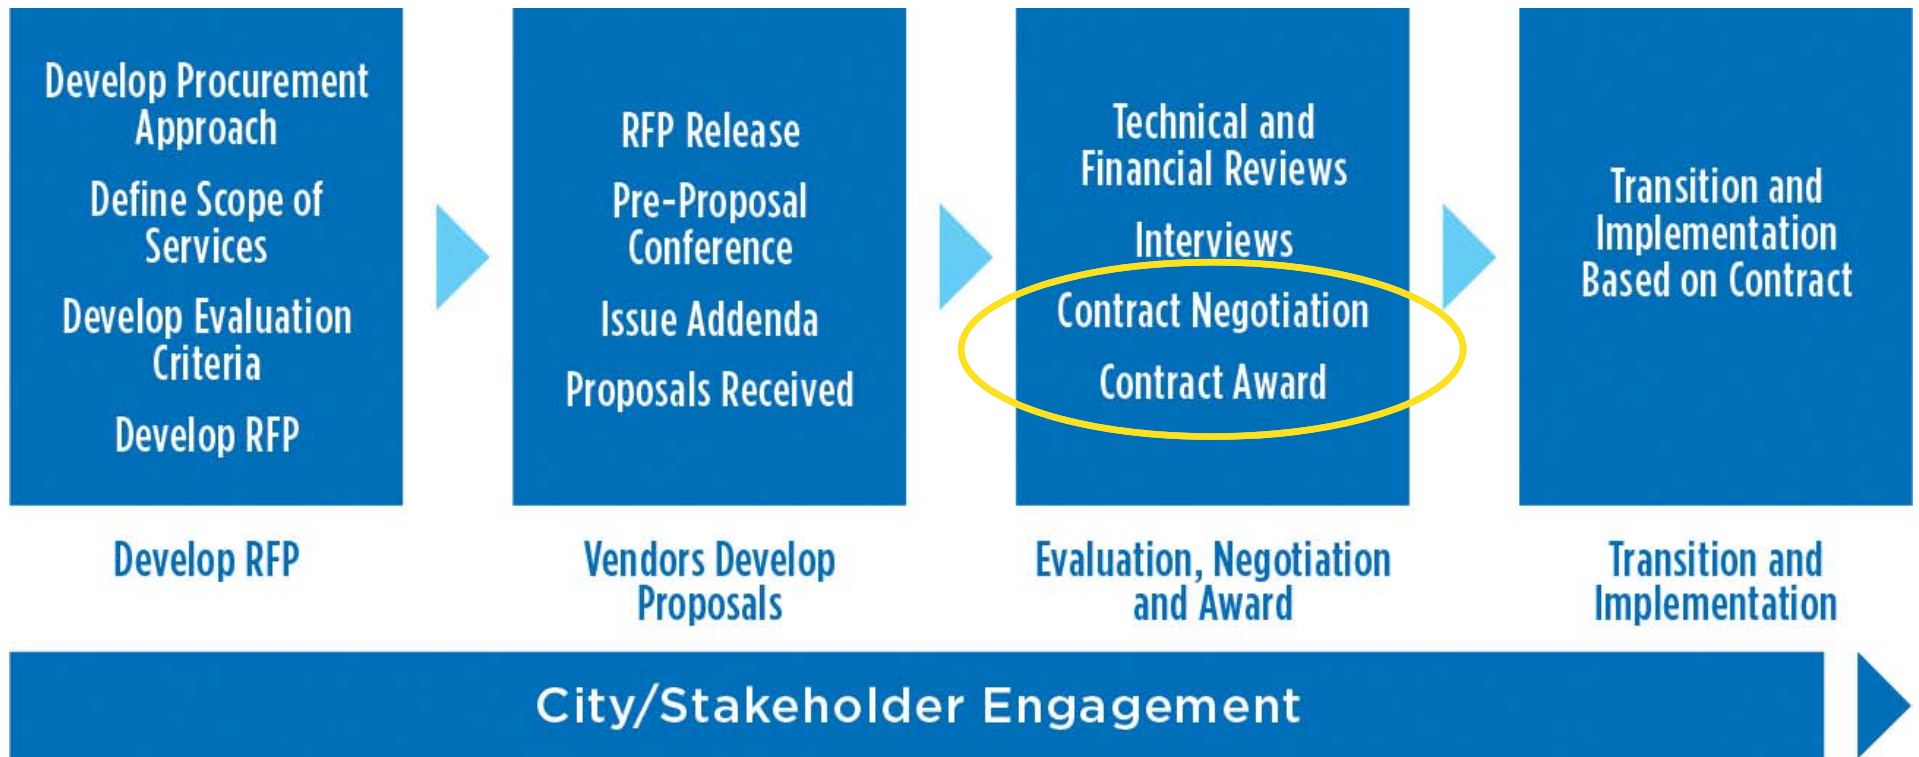 Develop Procurement
Approach
Define Scope of
Services
Develop Evaluation
Criteria
Develop RFP
Develop RFP
RFP Release
Pre-Proposal
Conference
Issue Addenda
Proposals Received
Vendors Develop
Proposals
Technical and
Financial Reviews
Interviews
Contract Negotiation
Contract Award
Evaluation, Negotiation
and Award
Transition and
Implementation
Based on Contract
Transition and
Implementation
City/Stakeholder Engagement